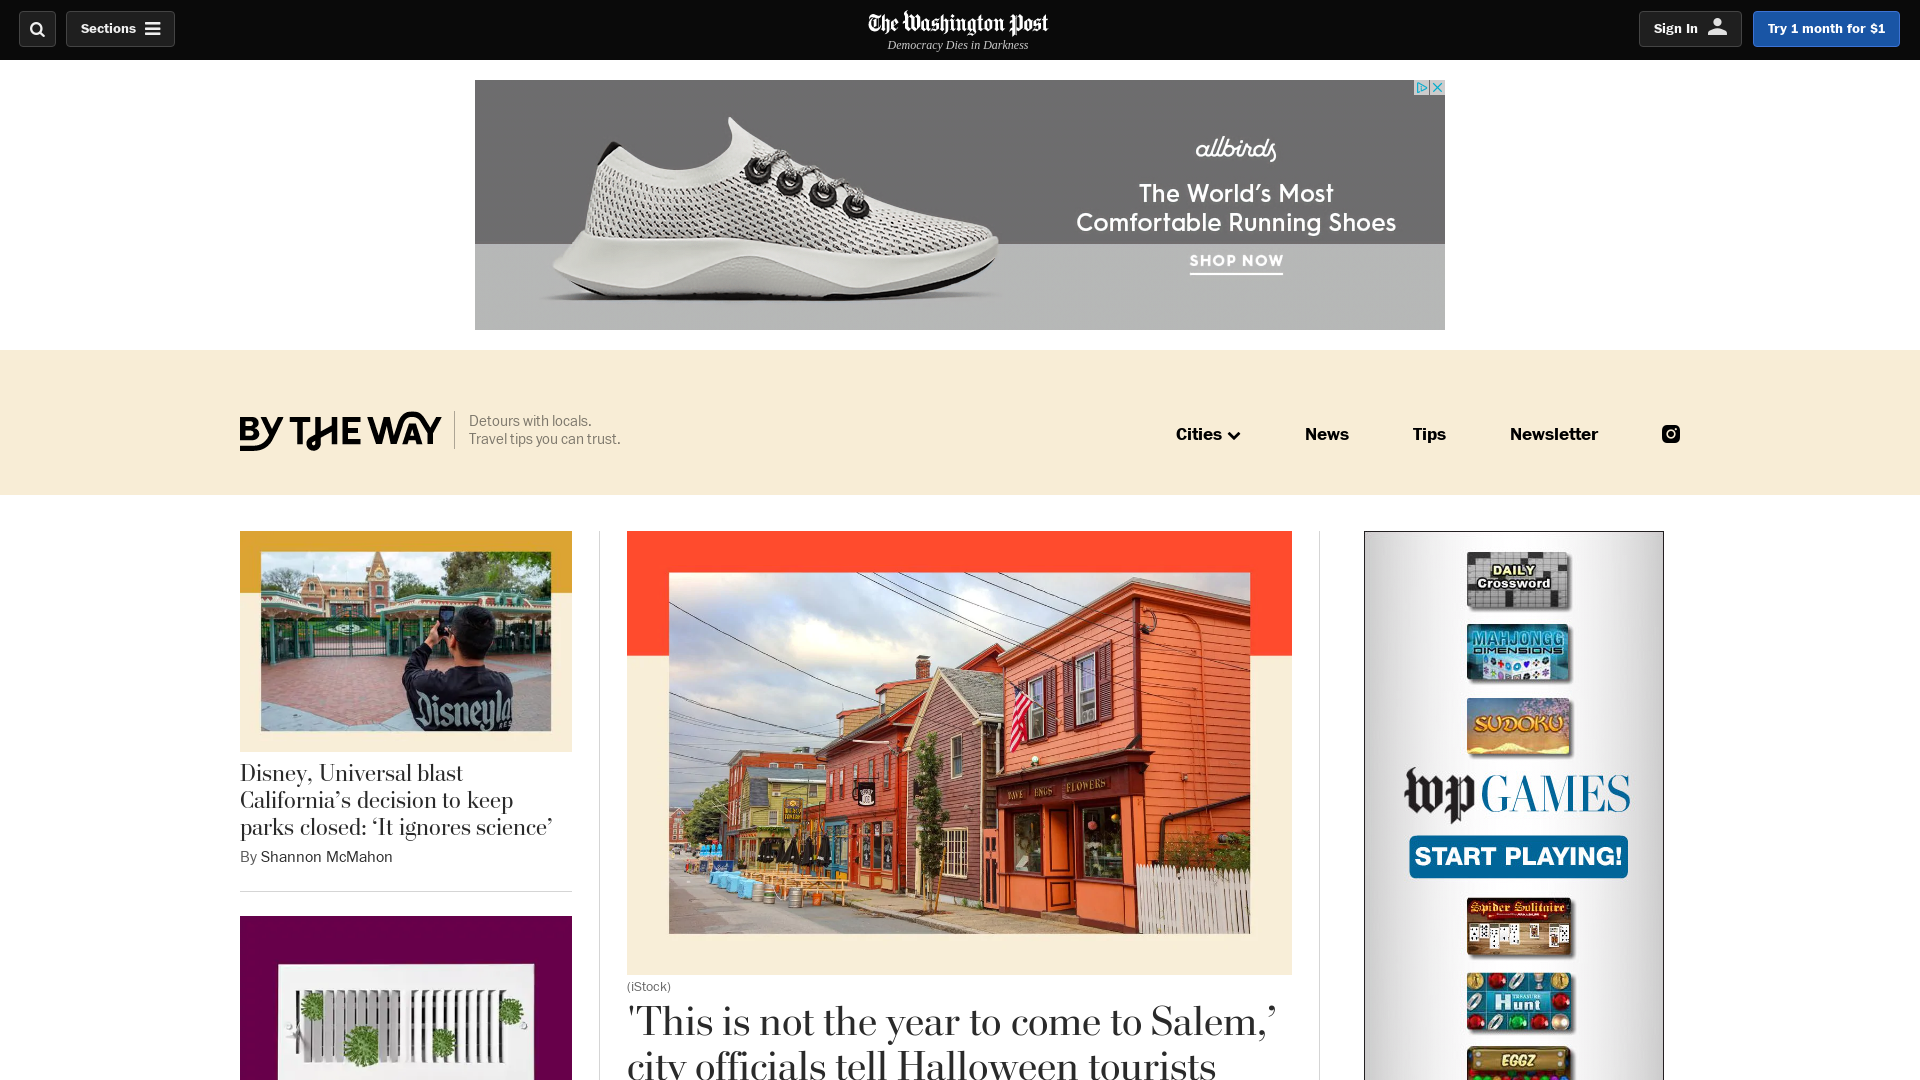 Sections
The Washington Post
Democracy Dies in Darkness
Sign In
Try 1 month for $1
allbirds
The World's Most
Comfortable Running Shoes
SHOP NOW
BY THE WAY
Detours with locals.
Travel tips you can trust.
Cities
News
Tips
Newsletter
Disneyla
RES
Disney, Universal blast
California’s decision to keep
parks closed: ‘It ignores science’
By Shannon McMahon
FLOWERS
(iStock)
'This is not the year to come to Salem,’
city officials tell Halloween tourists
DAILY
Crossword
MAHJONGG
DIMENSIONS
SUDOKU
wp GAMES
START PLAYING!
Spider Solitaire
TREASURE
Hunt
EGGZ